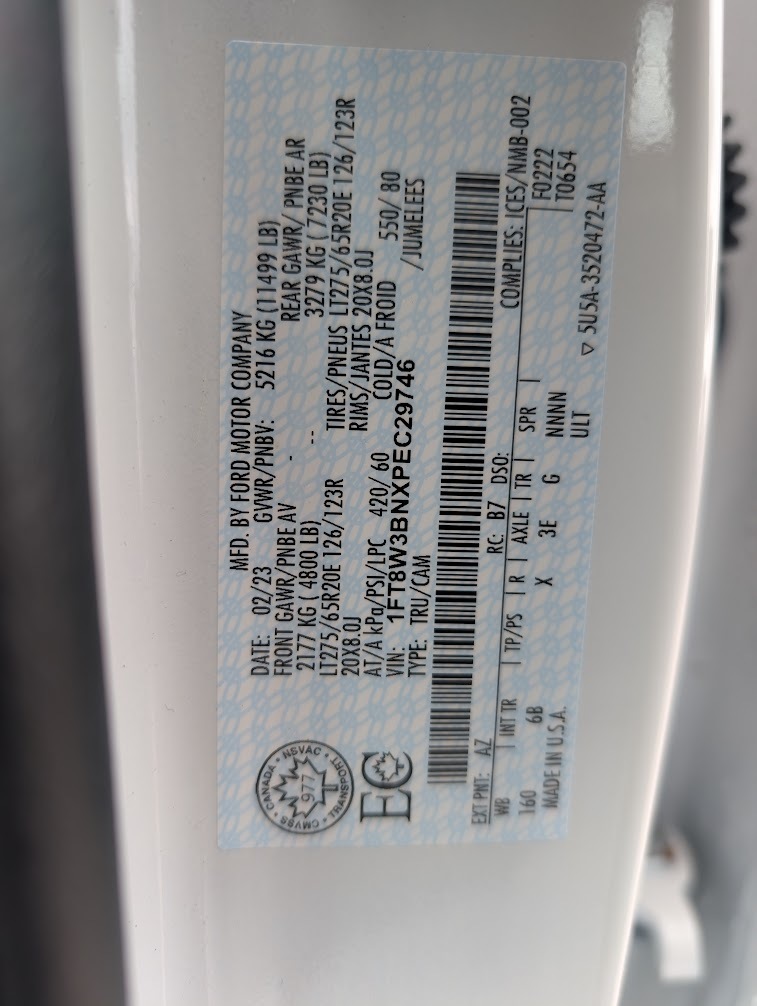 MFD. BY FORD MOTOR COMPANY
DATE: 02/23 GVWR/PNBV: 5216 KG (11499 LB)
FRONT GAWR/PNBE AV - REAR GAWR/ PNBE AR
2177 KG ( 4800 LB) -- 3279 KG ( 7230 LB)
LT275/65R20E 126/123R TIRES/PNEUS LT275/65R20E 126/123R
20X8.0J RIMS/JANTES 20X8.0J
AT/A kPa/PSI/LPC 420/ 60 COLD/A FROID 550/ 80
VIN: 1FT8W3BNXPEC29746 /JUMELEES
TYPE: TRU/CAM
CANADA • NSVAC • TRANSPORT • CMVSS •
977
EC
EXT PNT: AZ RC: B7 DSO: COMPLIES: ICES/NMB-002
WB | INT TR | TP/PS | R | AXLE | TR | SPR | F0222
160 6B X 3E G NNNN T0654
MADE IN U.S.A. ULT
▽ 5U5A-3520472-AA